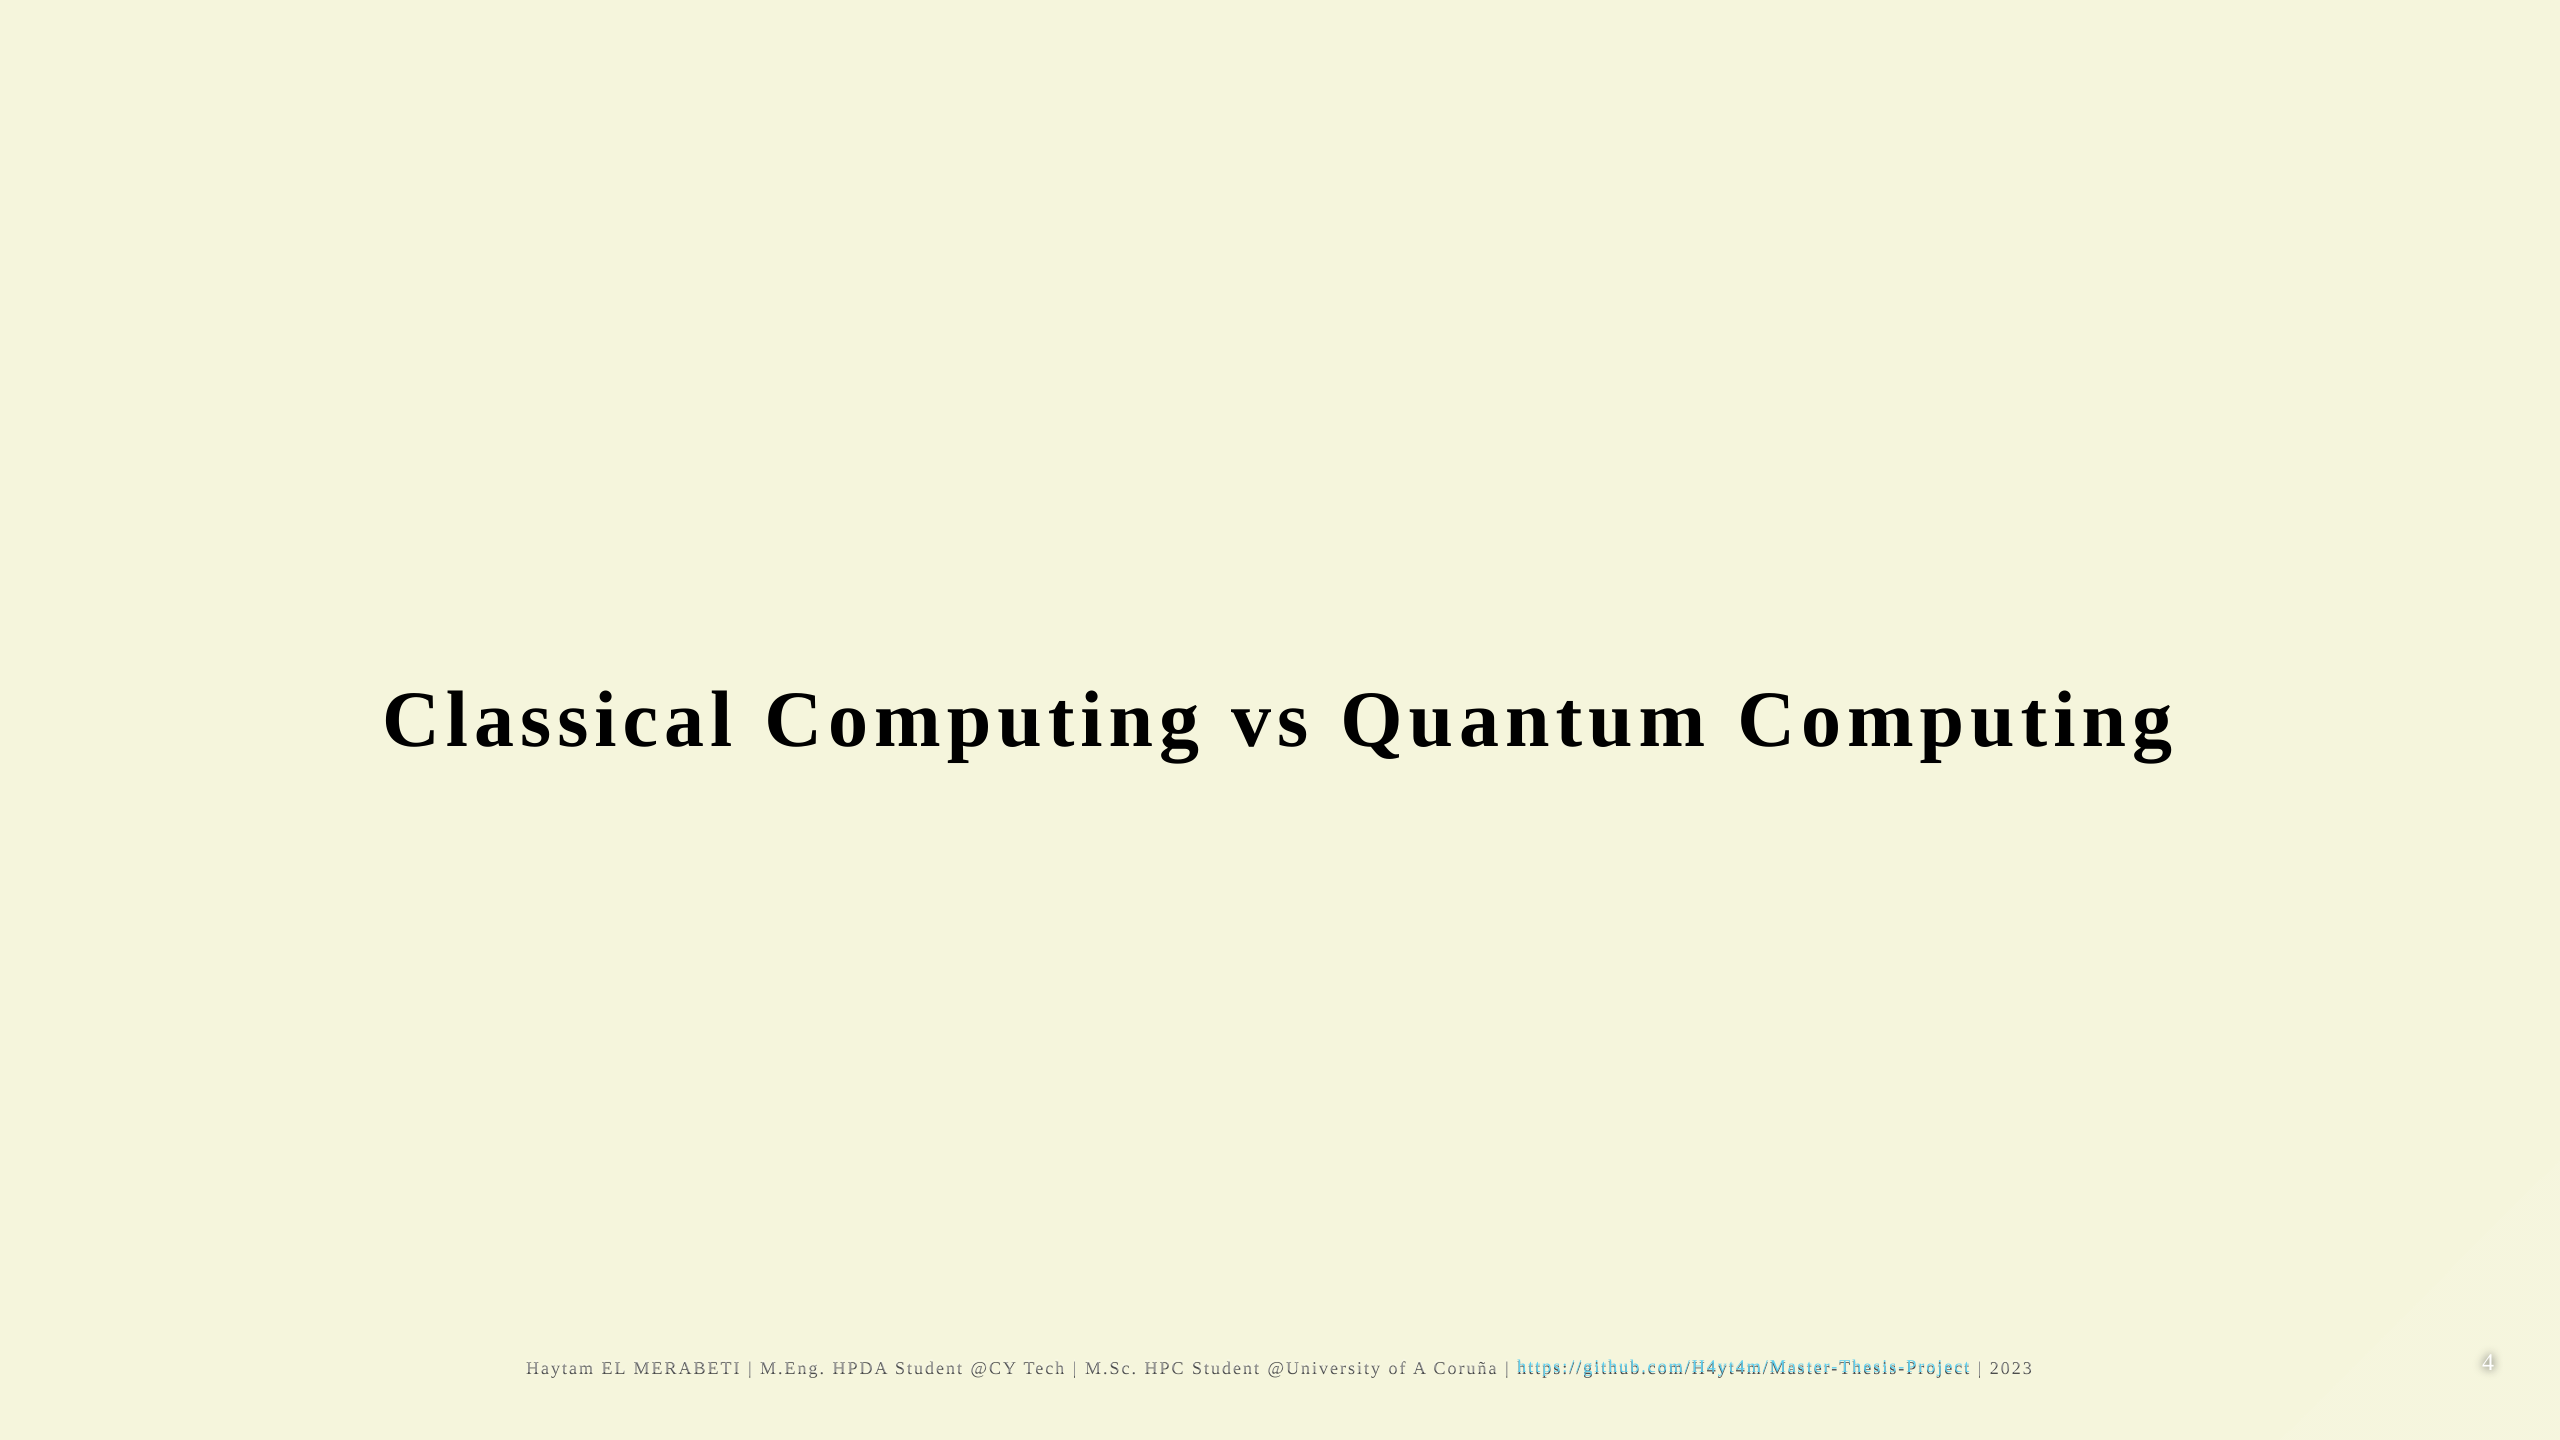 Classical Computing vs Quantum Computing
Haytam EL MERABETI | M.Eng. HPDA Student @CY Tech | M.Sc. HPC Student @University of A Coruña | https://github.com/H4yt4m/Master-Thesis-Project | 2023
4